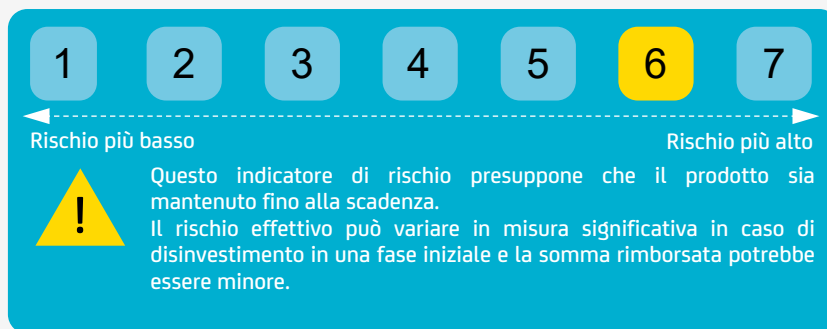 1 2 3 4 5 6 7
Rischio più basso Rischio più alto
Questo indicatore di rischio presuppone che il prodotto sia
mantenuto fino alla scadenza.
Il rischio effettivo può variare in misura significativa in caso di
disinvestimento in una fase iniziale e la somma rimborsata potrebbe
essere minore.
!